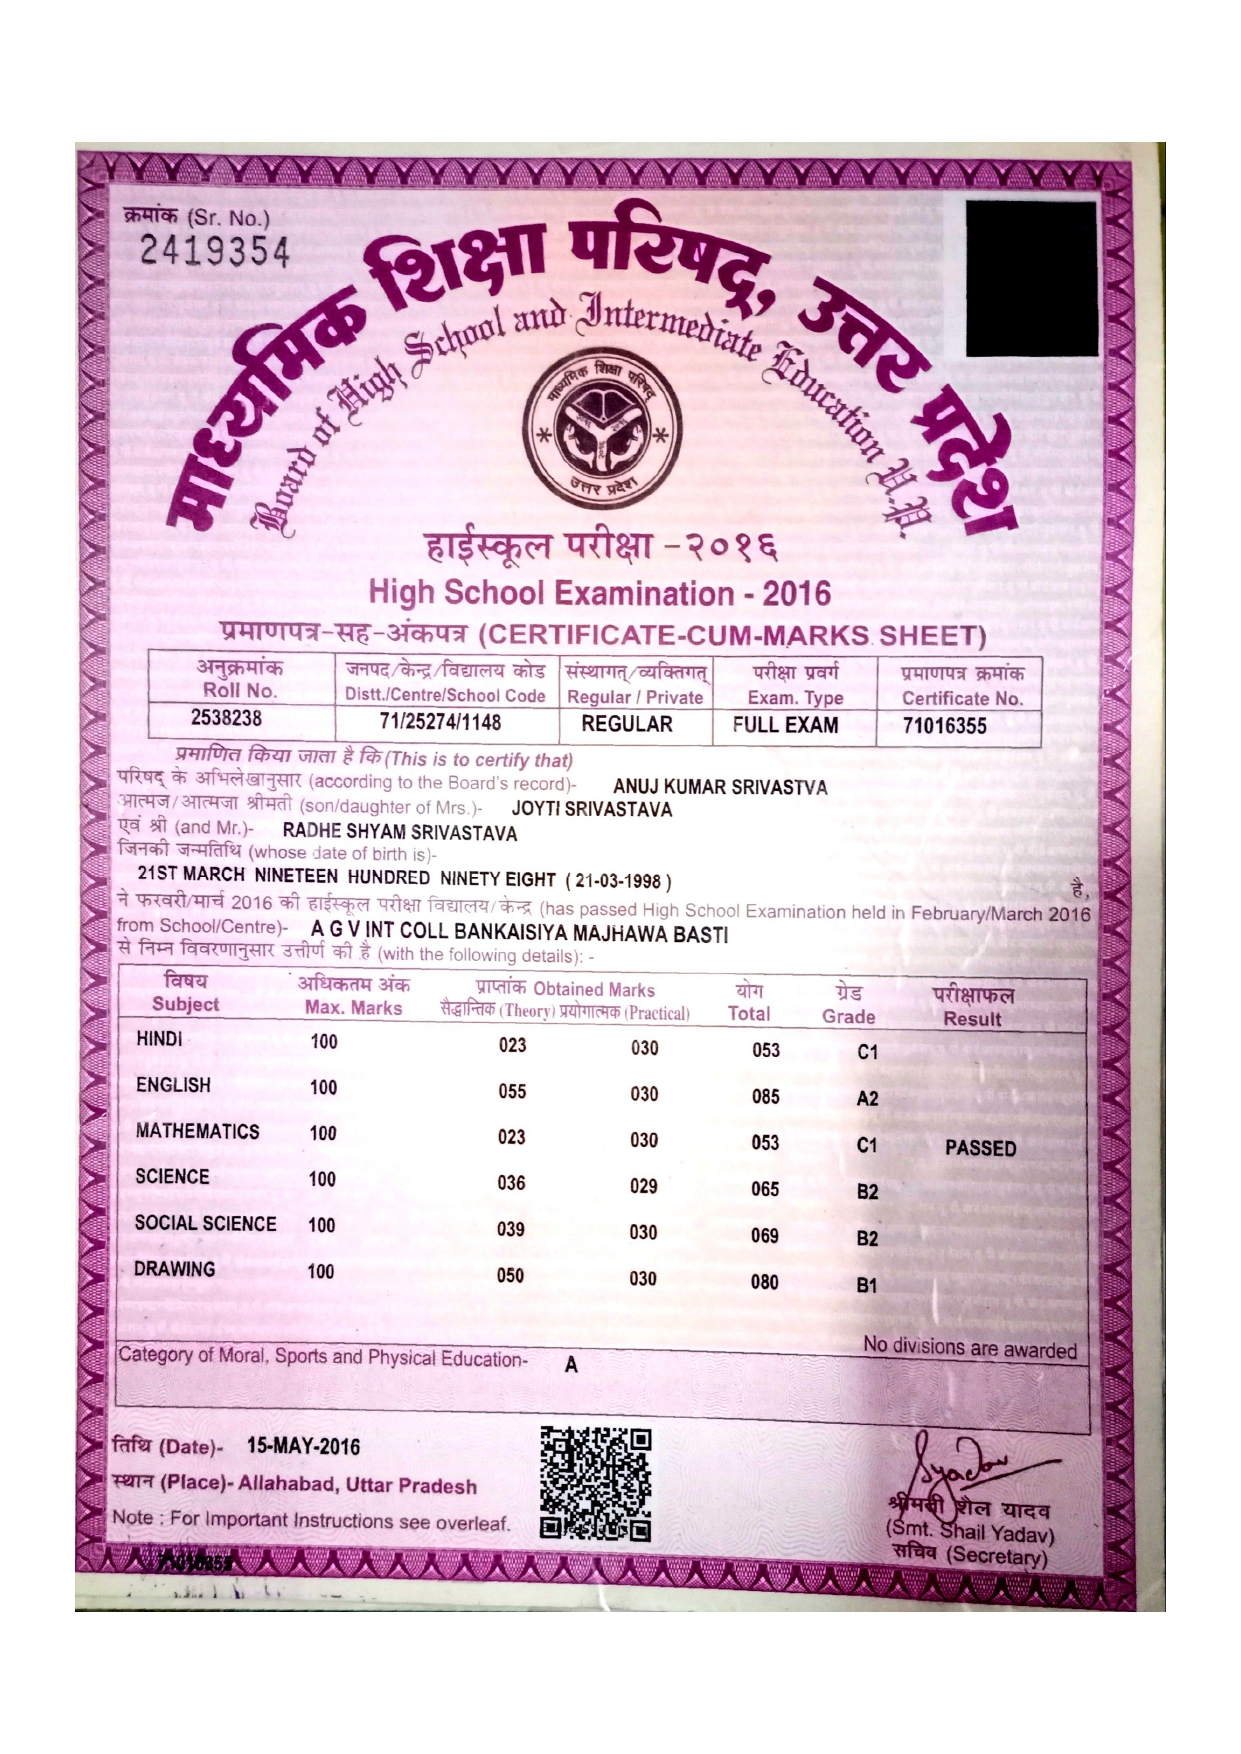 क्रमांक (Sr. No.)
2419354
माध्यमिक शिक्षा परिषद्, उत्तर प्रदेश
Board of High School and Intermediate Education U.P.
माध्यमिक शिक्षा परिषद्
उत्तर प्रदेश
हाईस्कूल परीक्षा -२०१६
High School Examination - 2016
प्रमाणपत्र-सह-अंकपत्र (CERTIFICATE-CUM-MARKS SHEET)
अनुक्रमांक जनपद/केन्द्र/विद्यालय कोड संस्थागत्/व्यक्तिगत् परीक्षा प्रवर्ग प्रमाणपत्र क्रमांक
Roll No. Distt./Centre/School Code Regular / Private Exam. Type Certificate No.
2538238 71/25274/1148 REGULAR FULL EXAM 71016355
प्रमाणित किया जाता है कि (This is to certify that)
परिषद् के अभिलेखानुसार (according to the Board's record)- ANUJ KUMAR SRIVASTVA
आत्मज/आत्मजा श्रीमती (son/daughter of Mrs.)- JOYTI SRIVASTAVA
एवं श्री (and Mr.)- RADHE SHYAM SRIVASTAVA
जिनकी जन्मतिथि (whose date of birth is)-
21ST MARCH NINETEEN HUNDRED NINETY EIGHT ( 21-03-1998 ) है,
ने फरवरी/मार्च 2016 की हाईस्कूल परीक्षा विद्यालय/केन्द्र (has passed High School Examination held in February/March 2016
from School/Centre)- A G V INT COLL BANKAISIYA MAJHAWA BASTI
से निम्न विवरणानुसार उत्तीर्ण की है (with the following details): -
विषय अधिकतम अंक प्राप्तांक Obtained Marks योग ग्रेड परीक्षाफल
Subject Max. Marks सैद्धान्तिक (Theory) प्रयोगात्मक (Practical) Total Grade Result
HINDI 100 023 030 053 C1
ENGLISH 100 055 030 085 A2
MATHEMATICS 100 023 030 053 C1 PASSED
SCIENCE 100 036 029 065 B2
SOCIAL SCIENCE 100 039 030 069 B2
DRAWING 100 050 030 080 B1
No divisions are awarded
Category of Moral, Sports and Physical Education- A
तिथि (Date)- 15-MAY-2016
स्थान (Place)- Allahabad, Uttar Pradesh
Note : For Important Instructions see overleaf.
Syadav
श्रीमती शैल यादव
(Smt. Shail Yadav)
सचिव (Secretary)